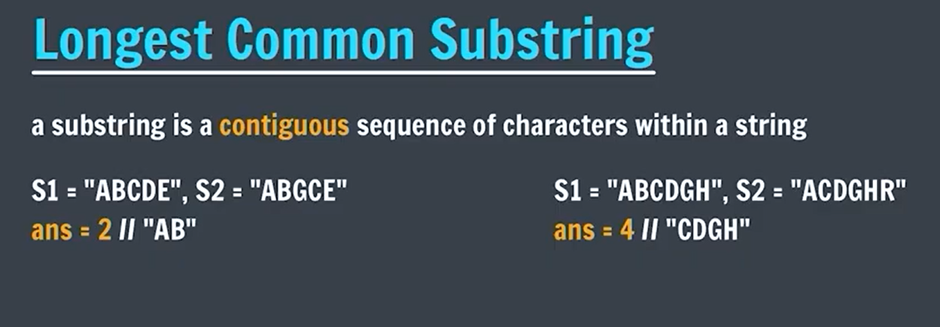 Longest Common Substring
a substring is a contiguous sequence of characters within a string
S1 = "ABCDE", S2 = "ABGCE"
ans = 2 // "AB"
S1 = "ABCDGH", S2 = "ACDGHR"
ans = 4 // "CDGH"